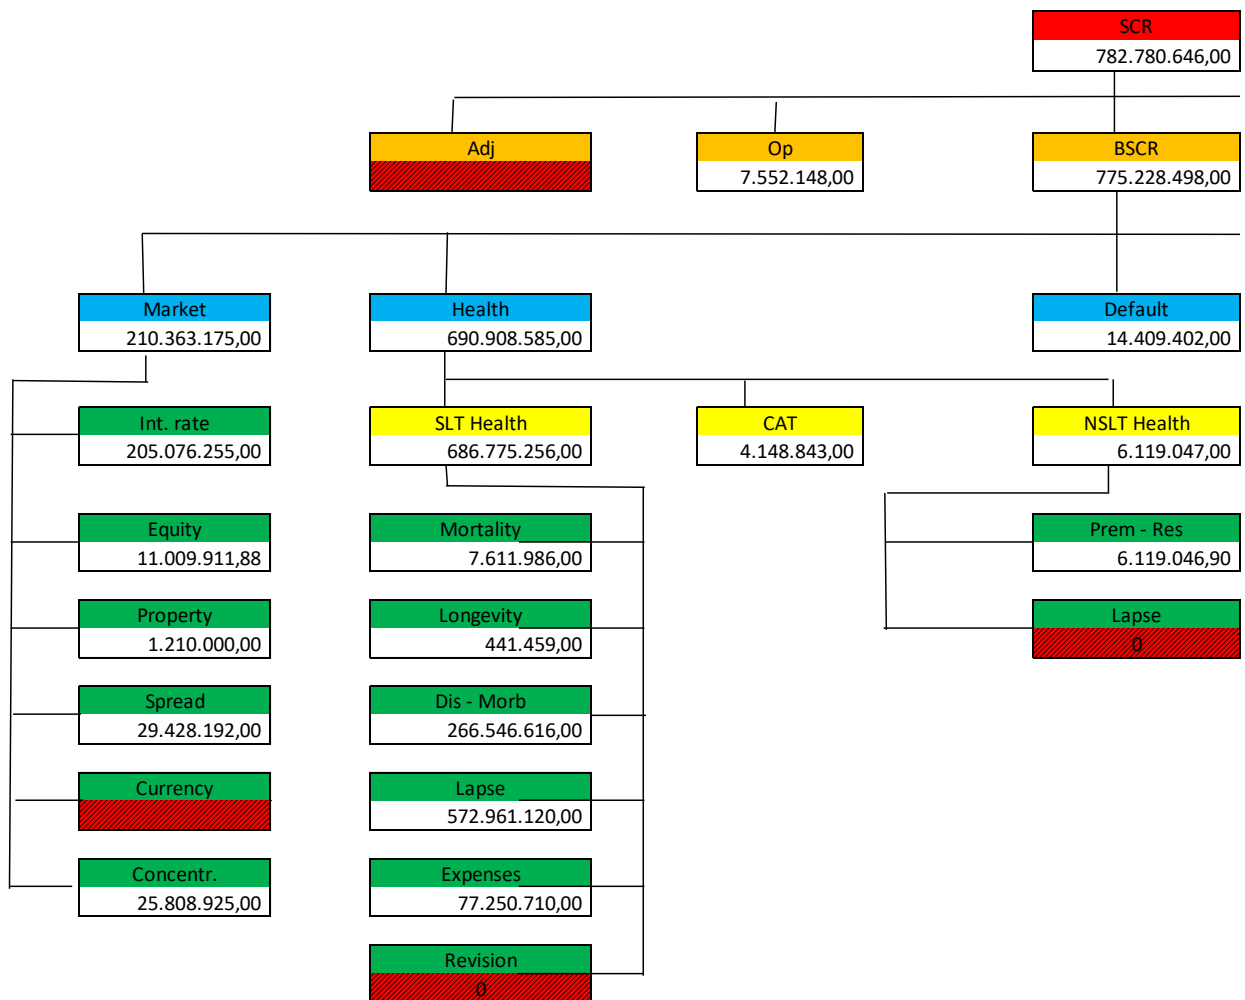 SCR
782.780.646,00
Adj
Op
7.552.148,00
BSCR
775.228.498,00
Market
210.363.175,00
Health
690.908.585,00
Default
14.409.402,00
Int. rate
205.076.255,00
SLT Health
686.775.256,00
CAT
4.148.843,00
NSLT Health
6.119.047,00
Equity
11.009.911,88
Mortality
7.611.986,00
Prem - Res
6.119.046,90
Property
1.210.000,00
Longevity
441.459,00
Lapse
0
Spread
29.428.192,00
Dis - Morb
266.546.616,00
Currency
Lapse
572.961.120,00
Concentr.
25.808.925,00
Expenses
77.250.710,00
Revision
0